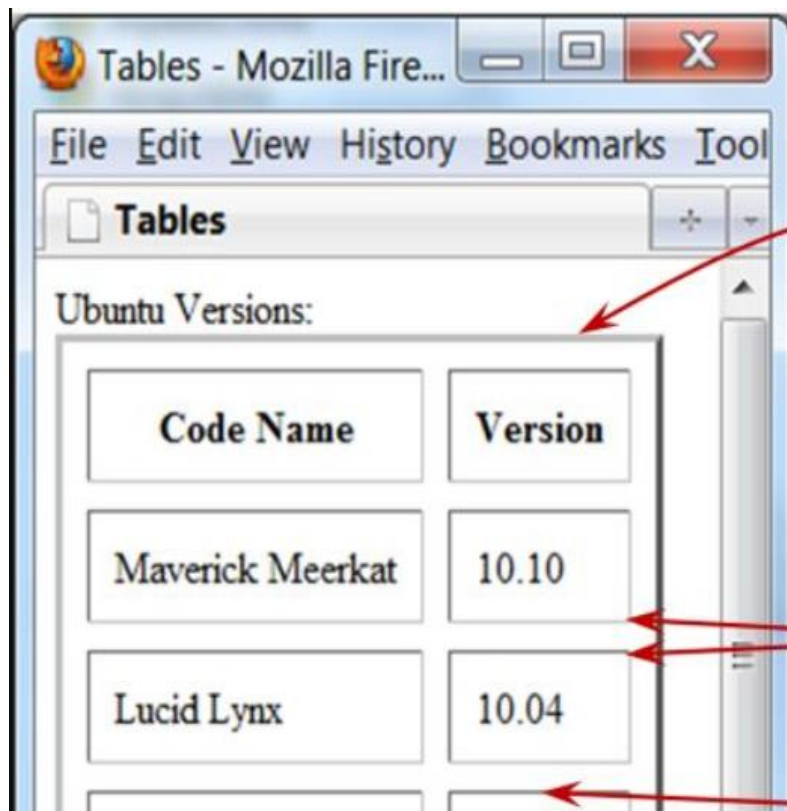 Tables - Mozilla Fire...
File Edit View History Bookmarks Tool
Tables
Ubuntu Versions:
Code Name Version
Maverick Meerkat 10.10
Lucid Lynx 10.04